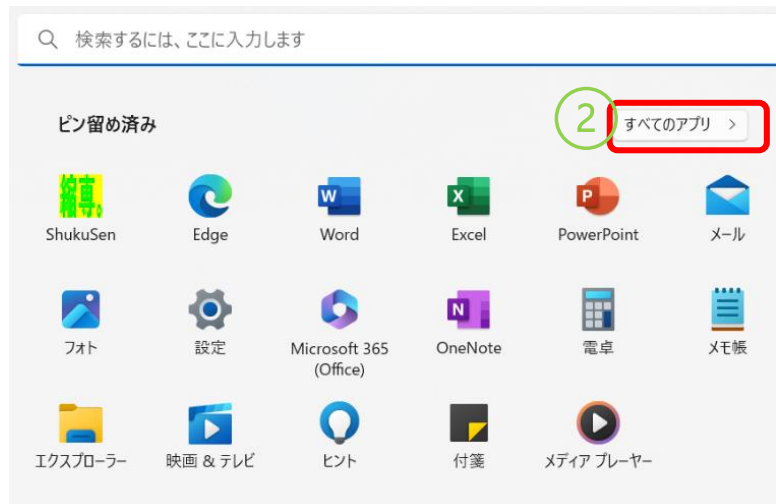 検索するには、ここに入力します
ピン留め済み
2
すべてのアプリ >
縮専。
ShukuSen
Edge
W
Word
X
Excel
P
PowerPoint
メール
フォト
設定
Microsoft 365
(Office)
N
OneNote
電卓
メモ帳
エクスプローラー
映画 & テレビ
ヒント
付箋
メディア プレーヤー